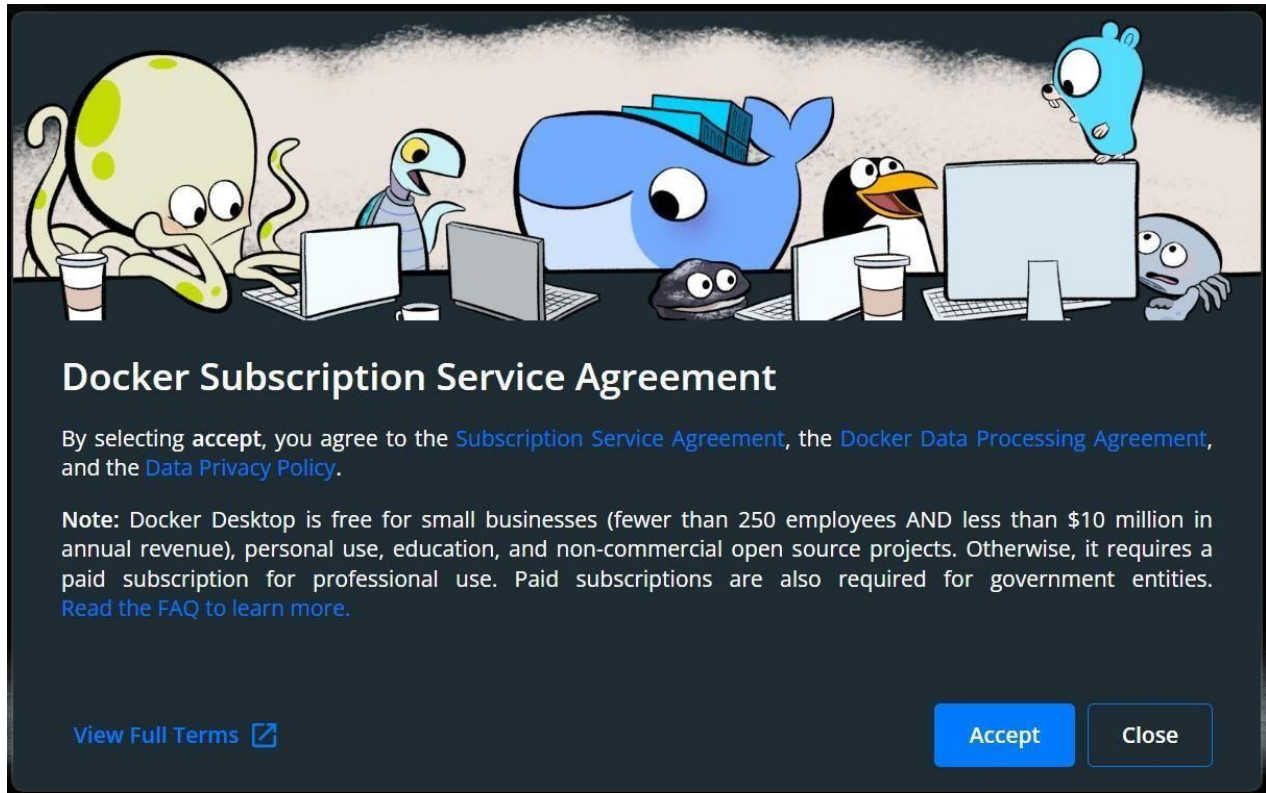 Docker Subscription Service Agreement
By selecting accept, you agree to the Subscription Service Agreement, the Docker Data Processing Agreement,
and the Data Privacy Policy.
Note: Docker Desktop is free for small businesses (fewer than 250 employees AND less than $10 million in
annual revenue), personal use, education, and non-commercial open source projects. Otherwise, it requires a
paid subscription for professional use. Paid subscriptions are also required for government entities.
Read the FAQ to learn more.
View Full Terms
Accept
Close